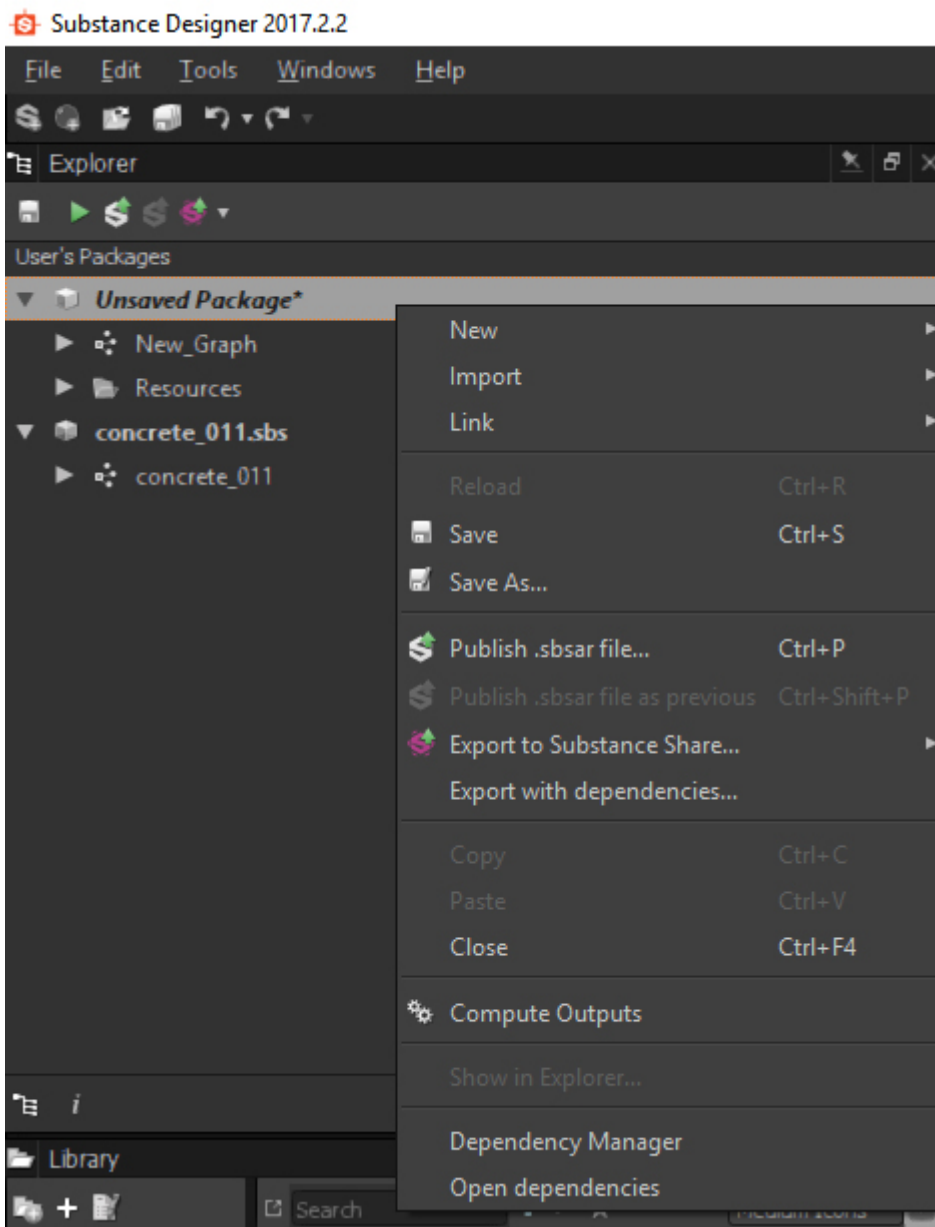 Substance Designer 2017.2.2
File Edit Tools Windows Help
Explorer
User's Packages
Unsaved Package*
New_Graph
Resources
concrete_011.sbs
concrete_011
New
Import
Link
Reload Ctrl+R
Save Ctrl+S
Save As...
Publish .sbsar file... Ctrl+P
Publish .sbsar file as previous Ctrl+Shift+P
Export to Substance Share...
Export with dependencies...
Copy Ctrl+C
Paste Ctrl+V
Close Ctrl+F4
Compute Outputs
Show in Explorer...
Dependency Manager
Open dependencies
i
Library
Search Medium Icons